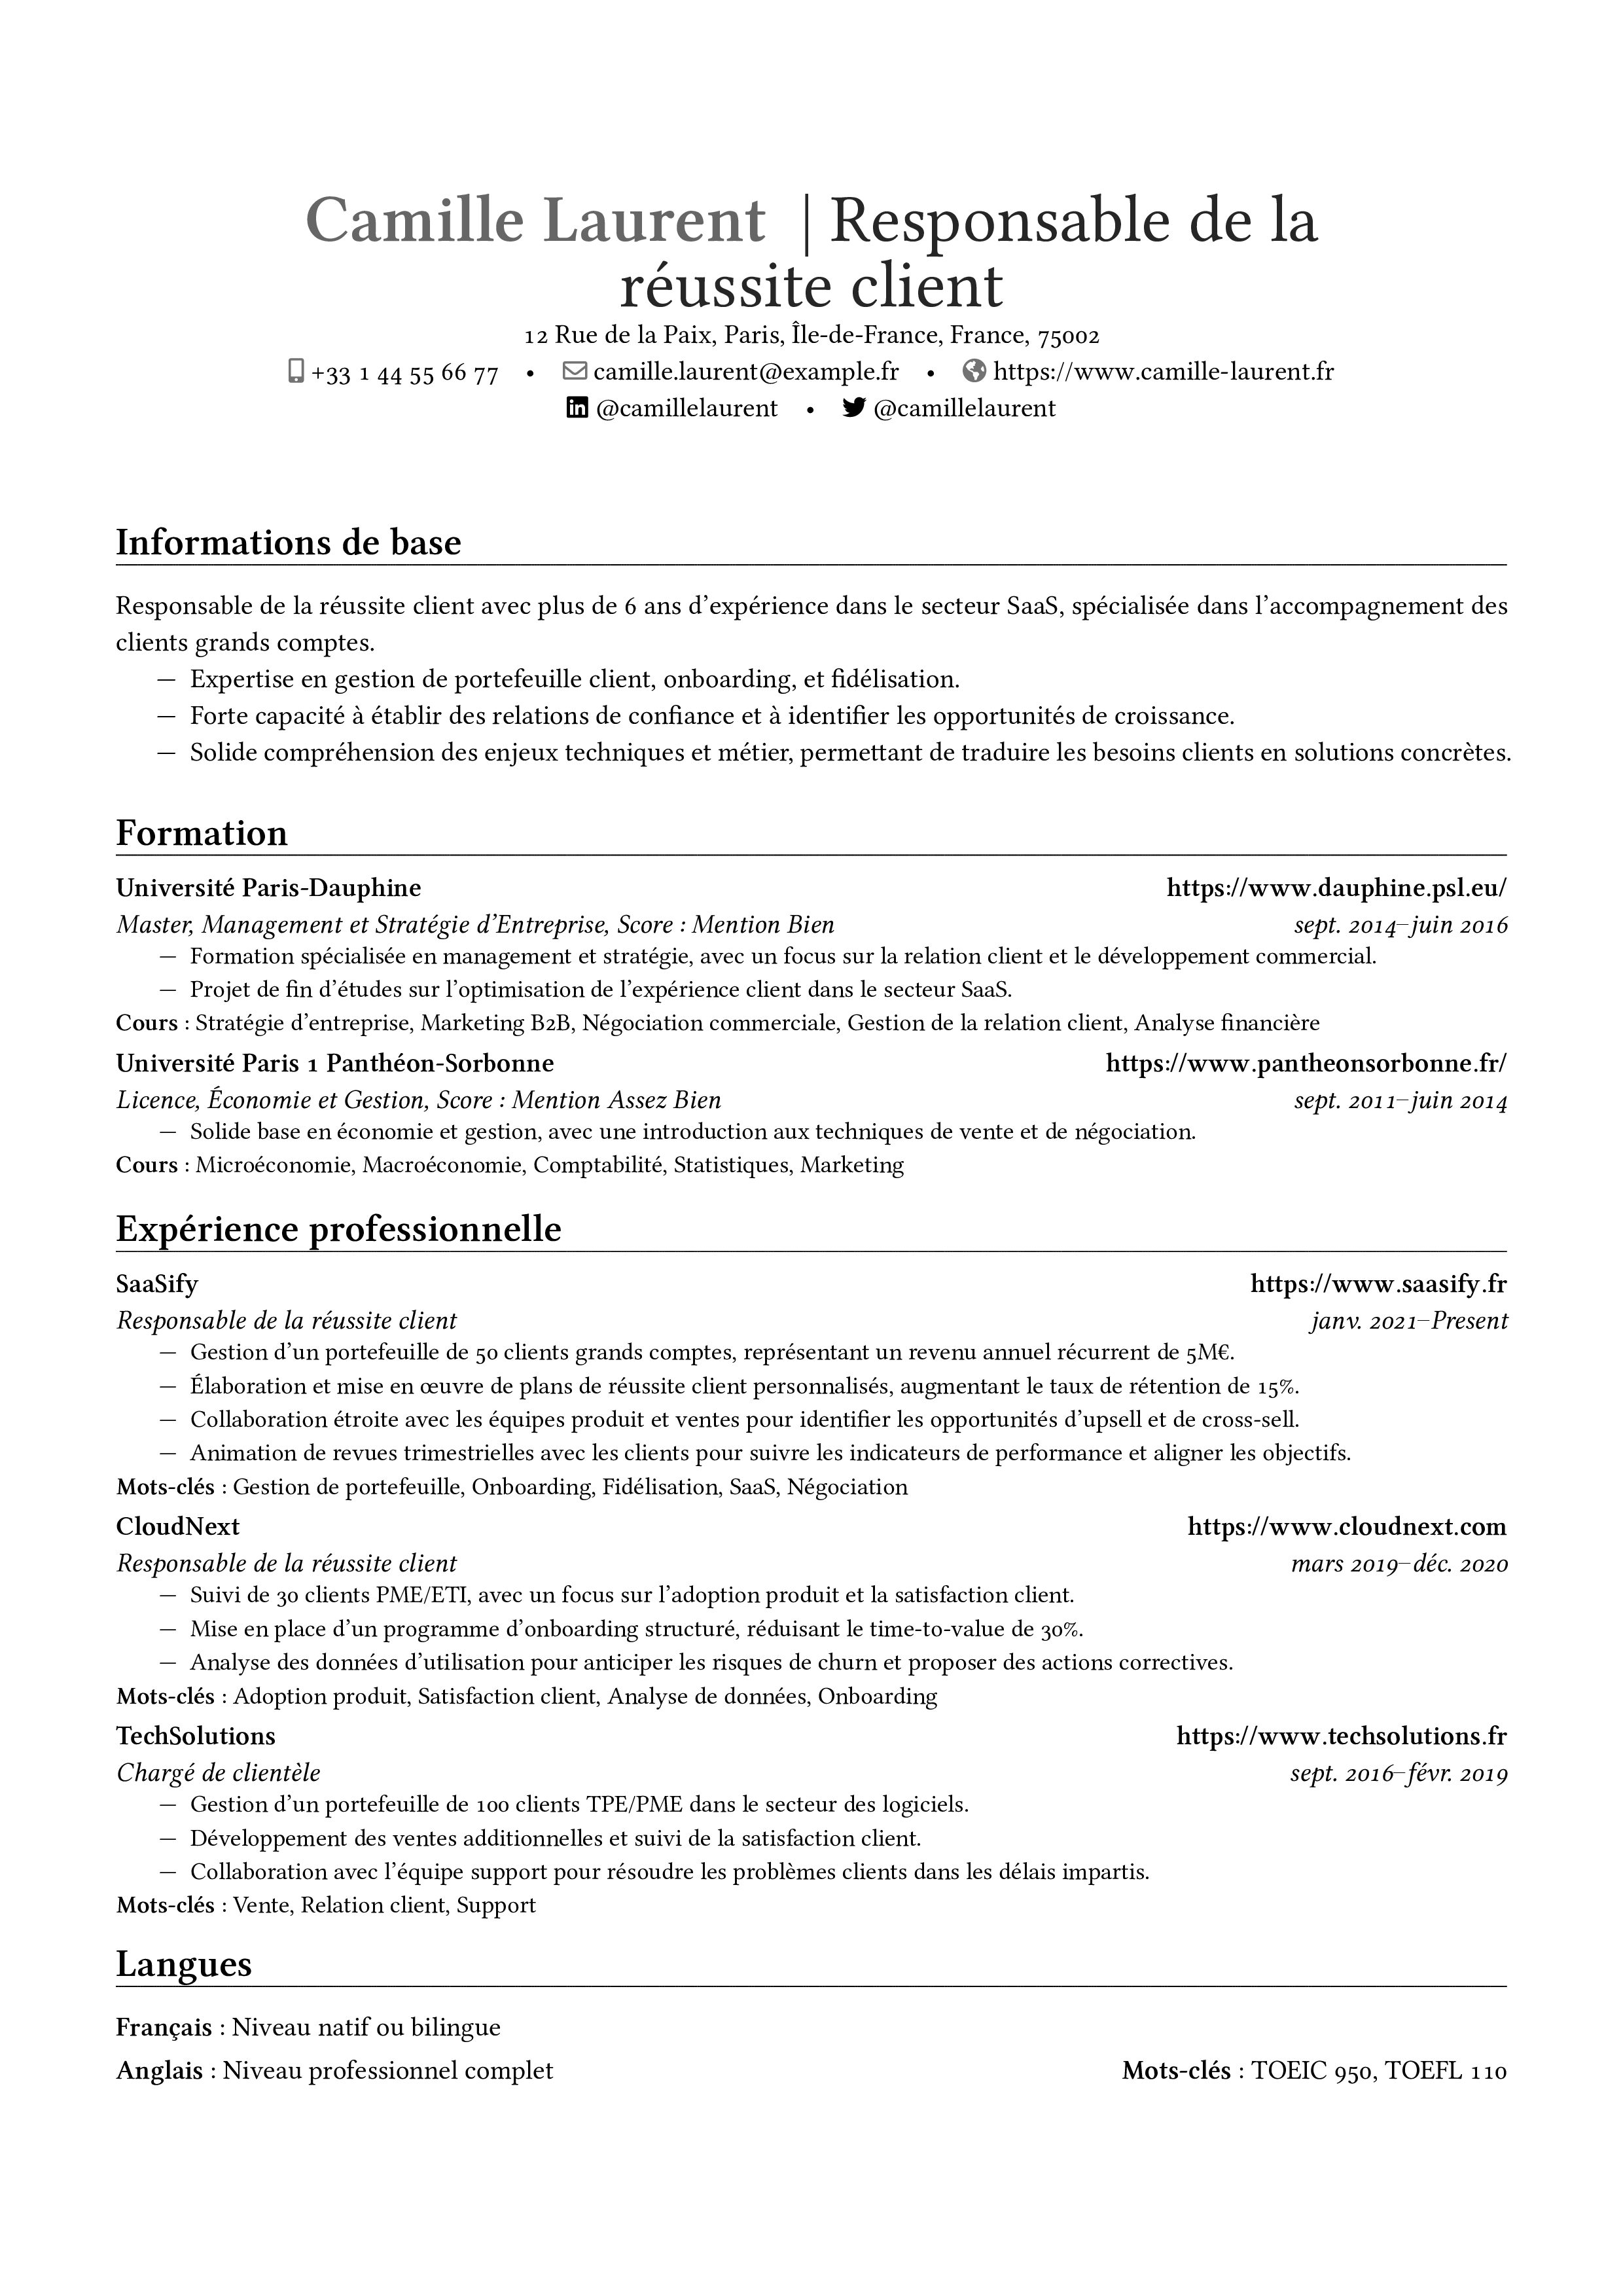 Camille Laurent | Responsable de la
réussite client
12 Rue de la Paix, Paris, Île-de-France, France, 75002
+33 1 44 55 66 77 • camille.laurent@example.fr • https://www.camille-laurent.fr
@camillelaurent • @camillelaurent
Informations de base
Responsable de la réussite client avec plus de 6 ans d’expérience dans le secteur SaaS, spécialisée dans l’accompagnement des
clients grands comptes.
— Expertise en gestion de portefeuille client, onboarding, et fidélisation.
— Forte capacité à établir des relations de confiance et à identifier les opportunités de croissance.
— Solide compréhension des enjeux techniques et métier, permettant de traduire les besoins clients en solutions concrètes.
Formation
Université Paris-Dauphine https://www.dauphine.psl.eu/
Master, Management et Stratégie d’Entreprise, Score : Mention Bien sept. 2014–juin 2016
— Formation spécialisée en management et stratégie, avec un focus sur la relation client et le développement commercial.
— Projet de fin d’études sur l’optimisation de l’expérience client dans le secteur SaaS.
Cours : Stratégie d’entreprise, Marketing B2B, Négociation commerciale, Gestion de la relation client, Analyse financière
Université Paris 1 Panthéon-Sorbonne https://www.pantheonsorbonne.fr/
Licence, Économie et Gestion, Score : Mention Assez Bien sept. 2011–juin 2014
— Solide base en économie et gestion, avec une introduction aux techniques de vente et de négociation.
Cours : Microéconomie, Macroéconomie, Comptabilité, Statistiques, Marketing
Expérience professionnelle
SaaSify https://www.saasify.fr
Responsable de la réussite client janv. 2021–Present
— Gestion d’un portefeuille de 50 clients grands comptes, représentant un revenu annuel récurrent de 5M€.
— Élaboration et mise en œuvre de plans de réussite client personnalisés, augmentant le taux de rétention de 15%.
— Collaboration étroite avec les équipes produit et ventes pour identifier les opportunités d’upsell et de cross-sell.
— Animation de revues trimestrielles avec les clients pour suivre les indicateurs de performance et aligner les objectifs.
Mots-clés : Gestion de portefeuille, Onboarding, Fidélisation, SaaS, Négociation
CloudNext https://www.cloudnext.com
Responsable de la réussite client mars 2019–déc. 2020
— Suivi de 30 clients PME/ETI, avec un focus sur l’adoption produit et la satisfaction client.
— Mise en place d’un programme d’onboarding structuré, réduisant le time-to-value de 30%.
— Analyse des données d’utilisation pour anticiper les risques de churn et proposer des actions correctives.
Mots-clés : Adoption produit, Satisfaction client, Analyse de données, Onboarding
TechSolutions https://www.techsolutions.fr
Chargé de clientèle sept. 2016–févr. 2019
— Gestion d’un portefeuille de 100 clients TPE/PME dans le secteur des logiciels.
— Développement des ventes additionnelles et suivi de la satisfaction client.
— Collaboration avec l’équipe support pour résoudre les problèmes clients dans les délais impartis.
Mots-clés : Vente, Relation client, Support
Langues
Français : Niveau natif ou bilingue
Anglais : Niveau professionnel complet Mots-clés : TOEIC 950, TOEFL 110